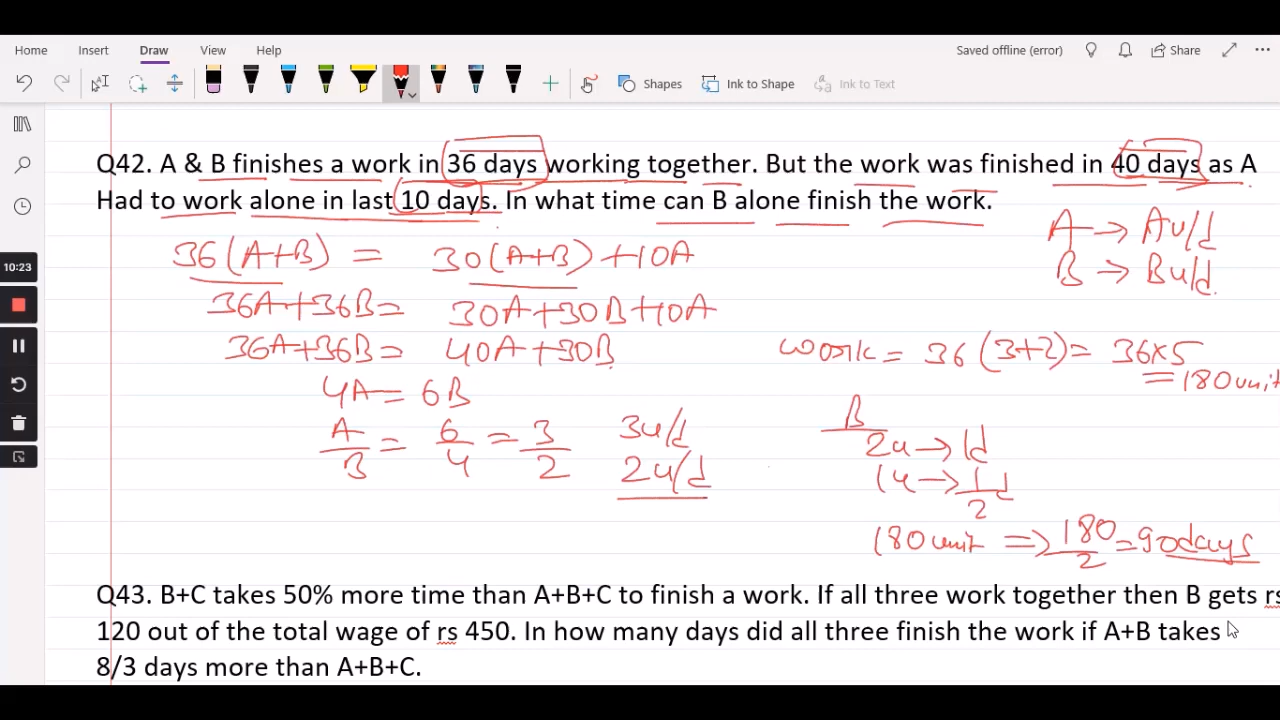 Home Insert Draw View Help Saved offline (error) Share
Shapes Ink to Shape Ink to Text
Q42. A & B finishes a work in 36 days working together. But the work was finished in 40 days as A
Had to work alone in last 10 days. In what time can B alone finish the work.
A → Au/d
B → Bu/d.
10:23
36(A+B) = 30(A+B)+10A
36A+36B= 30A+30B+10A
36A+36B= 40A+30B
work = 36(3+2)= 36×5
=180unit
4A= 6B
A/B = 6/4 = 3/2
3u/d
2u/d
B
2u → 1d
1u → 1/2 d
180 unit ⇒ 180/2 =90days
Q43. B+C takes 50% more time than A+B+C to finish a work. If all three work together then B gets rs
120 out of the total wage of rs 450. In how many days did all three finish the work if A+B takes
8/3 days more than A+B+C.